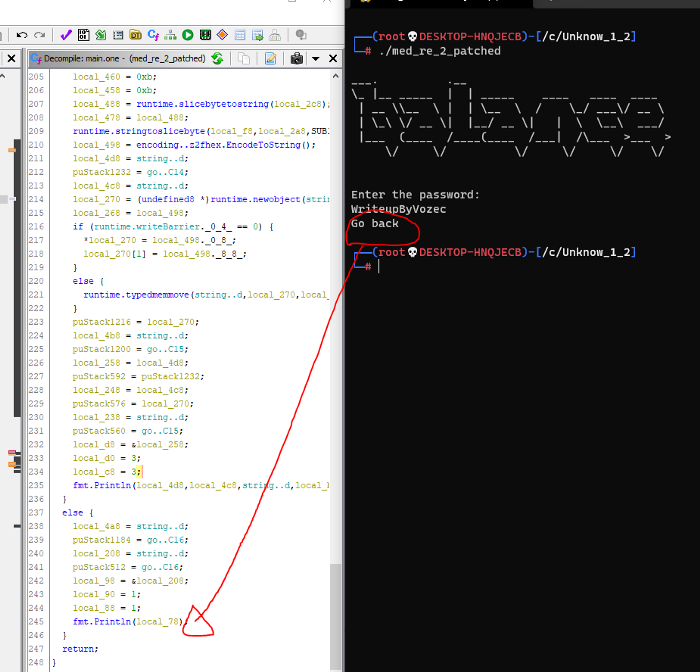 Decompile: main.one - (med_re_2_patched)
205 local_460 = 0xb;
206 local_458 = 0xb;
207 local_488 = runtime.slicebytetostring(local_2c8);
208 local_478 = local_488;
209 runtime.stringtoslicebyte(local_f8,local_2a8,SUB
210 local_498 = encoding..z2fhex.EncodeToString();
211 local_4d8 = string..d;
212 puStack1232 = go..C14;
213 local_4c8 = string..d;
214 local_270 = (undefined8 *)runtime.newobject(strin
215 local_268 = local_498;
216 if (runtime.writeBarrier._0_4_ == 0) {
217 *local_270 = local_498._0_8_;
218 local_270[1] = local_498._8_8_;
219 }
220 else {
221 runtime.typedmemmove(string..d,local_270,local_
222 }
223 puStack1216 = local_270;
224 local_4b8 = string..d;
225 puStack1200 = go..C15;
226 local_258 = local_4d8;
227 puStack592 = puStack1232;
228 local_248 = local_4c8;
229 puStack576 = local_270;
230 local_238 = string..d;
231 puStack560 = go..C15;
232 local_d8 = &local_258;
233 local_d0 = 3;
234 local_c8 = 3;
235 fmt.Println(local_4d8,local_4c8,string..d,local_
236 }
237 else {
238 local_4a8 = string..d;
239 puStack1184 = go..C16;
240 local_208 = string..d;
241 puStack512 = go..C16;
242 local_98 = &local_208;
243 local_90 = 1;
244 local_88 = 1;
245 fmt.Println(local_78);
246 }
247 return;
248 }
(root💀DESKTOP-HNQJECB)-[/c/Unknow_1_2]
# ./med_re_2_patched
balance
Enter the password:
WriteupByVozec
Go back
(root💀DESKTOP-HNQJECB)-[/c/Unknow_1_2]
#